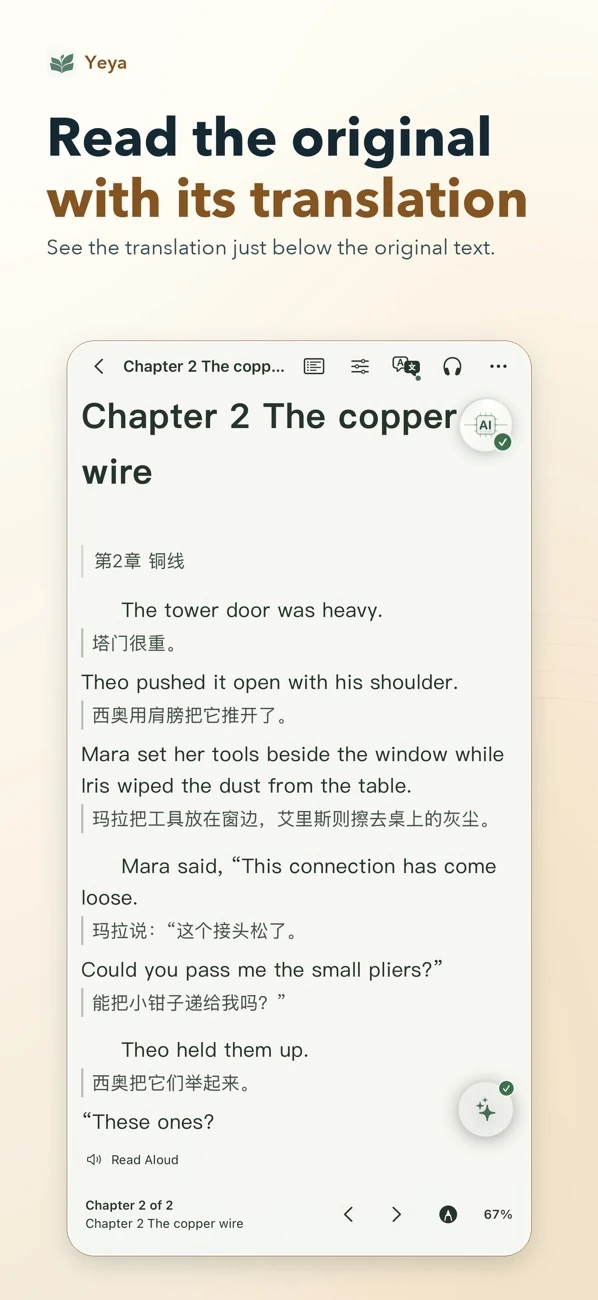 Yeya
Read the original
with its translation
See the translation just below the original text.
Chapter 2 The copp...
Chapter 2 The copper
AI
wire
第2章 铜线
The tower door was heavy.
塔门很重。
Theo pushed it open with his shoulder.
西奥用肩膀把它推开了。
Mara set her tools beside the window while
Iris wiped the dust from the table.
玛拉把工具放在窗边，艾里斯则擦去桌上的灰尘。
Mara said, “This connection has come
loose.
玛拉说：“这个接头松了。
Could you pass me the small pliers?”
能把小钳子递给我吗？”
Theo held them up.
西奥把它们举起来。
“These ones?
Read Aloud
Chapter 2 of 2
Chapter 2 The copper wire
67%